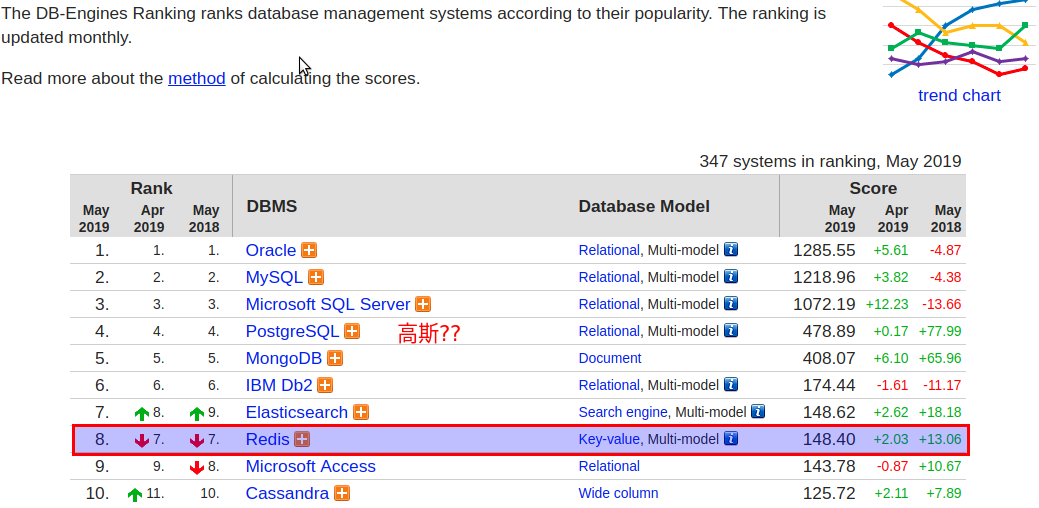 The DB-Engines Ranking ranks database management systems according to their popularity. The ranking is
updated monthly.
Read more about the method of calculating the scores.
trend chart
347 systems in ranking, May 2019
Rank DBMS Database Model Score
May 2019 Apr 2019 May 2018 May 2019 Apr 2019 May 2018
1. 1. 1. Oracle Relational, Multi-model i 1285.55 +5.61 -4.87
2. 2. 2. MySQL Relational, Multi-model i 1218.96 +3.82 -4.38
3. 3. 3. Microsoft SQL Server Relational, Multi-model i 1072.19 +12.23 -13.66
4. 4. 4. PostgreSQL 高斯?? Relational, Multi-model i 478.89 +0.17 +77.99
5. 5. 5. MongoDB Document 408.07 +6.10 +65.96
6. 6. 6. IBM Db2 Relational, Multi-model i 174.44 -1.61 -11.17
7. 8. 9. Elasticsearch Search engine, Multi-model i 148.62 +2.62 +18.18
8. 7. 7. Redis Key-value, Multi-model i 148.40 +2.03 +13.06
9. 9. 8. Microsoft Access Relational 143.78 -0.87 +10.67
10. 11. 10. Cassandra Wide column 125.72 +2.11 +7.89